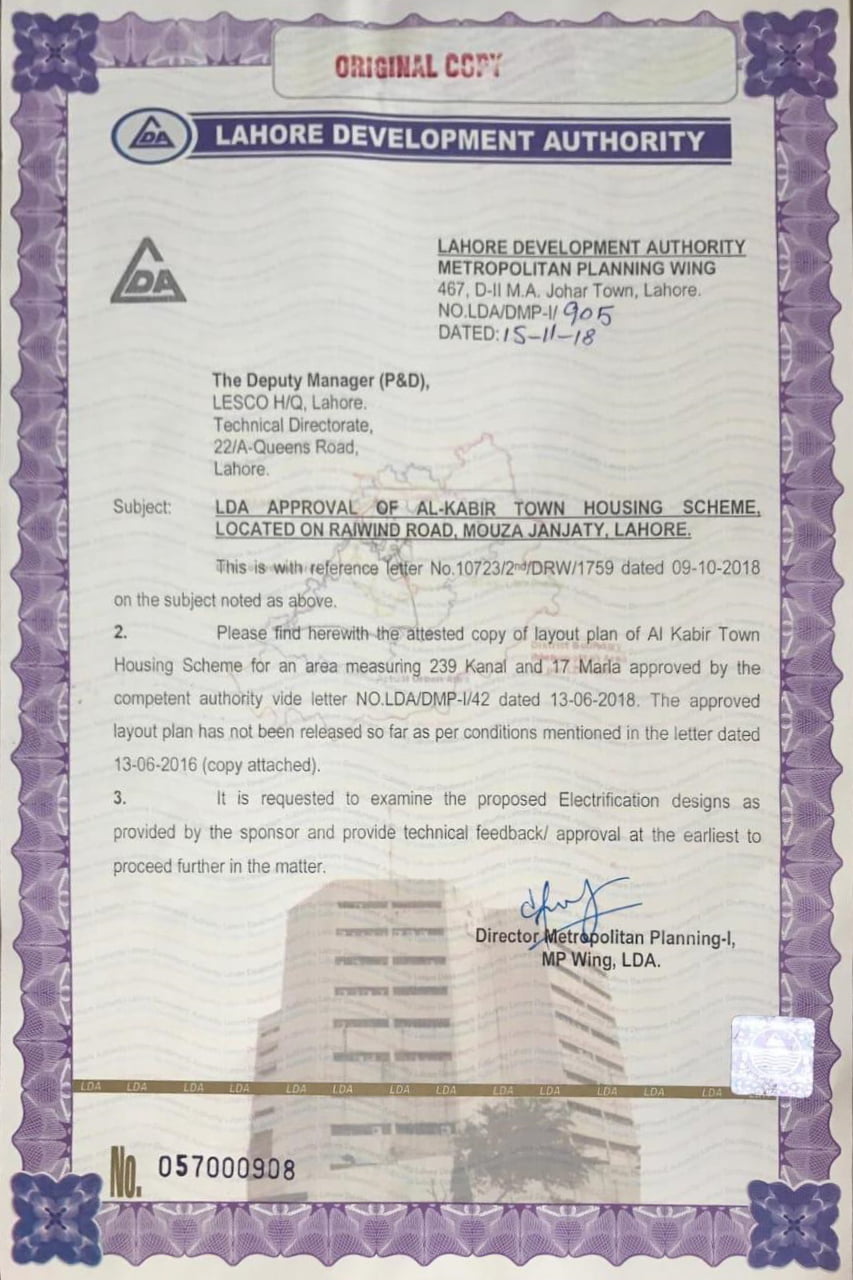 ORIGINAL COPY
LDA LAHORE DEVELOPMENT AUTHORITY
LDA
LAHORE DEVELOPMENT AUTHORITY
METROPOLITAN PLANNING WING
467, D-II M.A. Johar Town, Lahore.
NO.LDA/DMP-I/ 905
DATED: 15-11-18
The Deputy Manager (P&D),
LESCO H/Q, Lahore.
Technical Directorate,
22/A-Queens Road,
Lahore.
Subject: LDA APPROVAL OF AL-KABIR TOWN HOUSING SCHEME,
LOCATED ON RAIWIND ROAD, MOUZA JANJATY, LAHORE.
This is with reference letter No.10723/2nd/DRW/1759 dated 09-10-2018
on the subject noted as above.
2. Please find herewith the attested copy of layout plan of Al Kabir Town
Housing Scheme for an area measuring 239 Kanal and 17 Marla approved by the
competent authority vide letter NO.LDA/DMP-I/42 dated 13-06-2018. The approved
layout plan has not been released so far as per conditions mentioned in the letter dated
13-06-2016 (copy attached).
3. It is requested to examine the proposed Electrification designs as
provided by the sponsor and provide technical feedback/ approval at the earliest to
proceed further in the matter.
Director Metropolitan Planning-I,
MP Wing, LDA.
LDA LDA LDA LDA LDA LDA LDA LDA LDA LDA LDA LDA LDA
No. 057000908